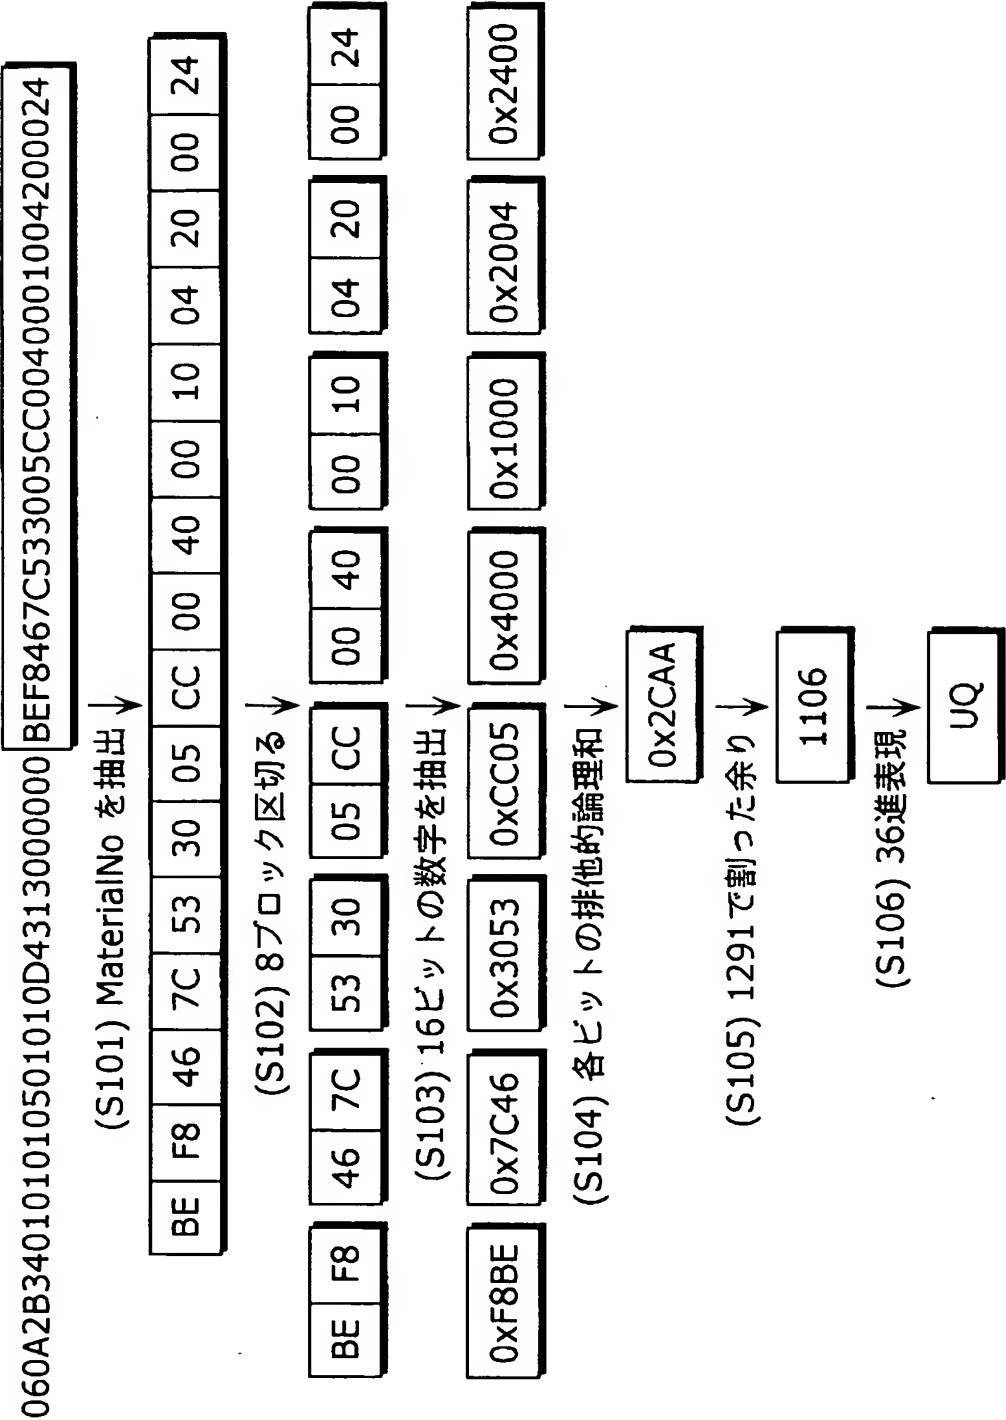 060A2B340101010501010D4313000000 BEF8467C533005CC0040001004200024
(S101) MaterialNo を抽出
BE F8 46 7C 53 30 05 CC 00 40 00 10 04 20 00 24
(S102) 8ブロック区切る
BE F8 46 7C 53 30 05 CC 00 40 00 10 04 20 00 24
(S103) 16ビットの数字を抽出
0xF8BE 0x7C46 0x3053 0xCC05 0x4000 0x1000 0x2004 0x2400
(S104) 各ビットの排他的論理和
0x2CAA
(S105) 1291で割った余り
1106
(S106) 36進表現
UQ